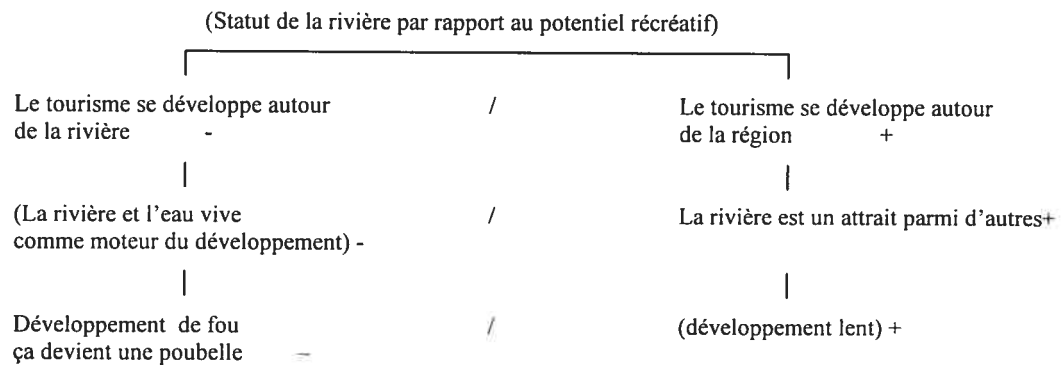 (Statut de la rivière par rapport au potentiel récréatif)
Le tourisme se développe autour
de la rivière -
/
Le tourisme se développe autour
de la région +
(La rivière et l'eau vive
comme moteur du développement) -
/
La rivière est un attrait parmi d'autres+
Développement de fou
ça devient une poubelle -
/
(développement lent) +